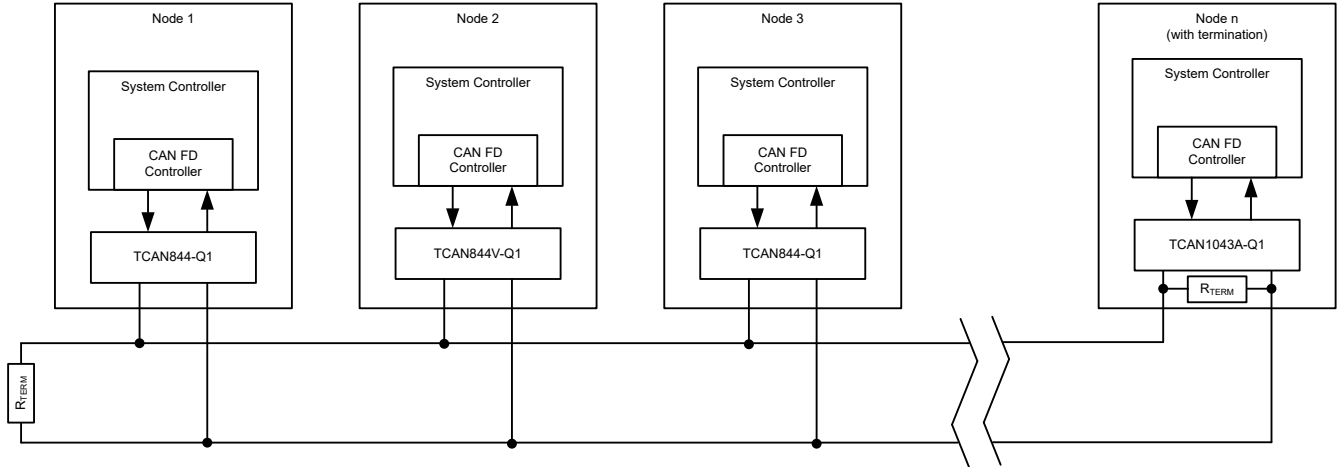 Node 1
System Controller
CAN FD
Controller
TCAN844-Q1
Node 2
System Controller
CAN FD
Controller
TCAN844V-Q1
Node 3
System Controller
CAN FD
Controller
TCAN844-Q1
Node n
(with termination)
System Controller
CAN FD
Controller
TCAN1043A-Q1
RTERM
RTERM